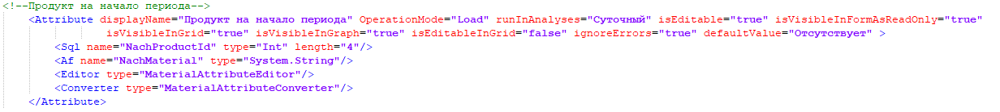 <!--Продукт на начало периода-->
<Attribute displayName="Продукт на начало периода" OperationMode="Load" runInAnalyses="Суточный" isEditable="true" isVisibleInFormAsReadOnly="true"
isVisibleInGrid="true" isVisibleInGraph="true" isEditableInGrid="false" ignoreErrors="true" defaultValue="Отсутствует" >
<Sql name="NachProductId" type="Int" length="4"/>
<Af name="NachMaterial" type="System.String"/>
<Editor type="MaterialAttributeEditor"/>
<Converter type="MaterialAttributeConverter"/>
</Attribute>